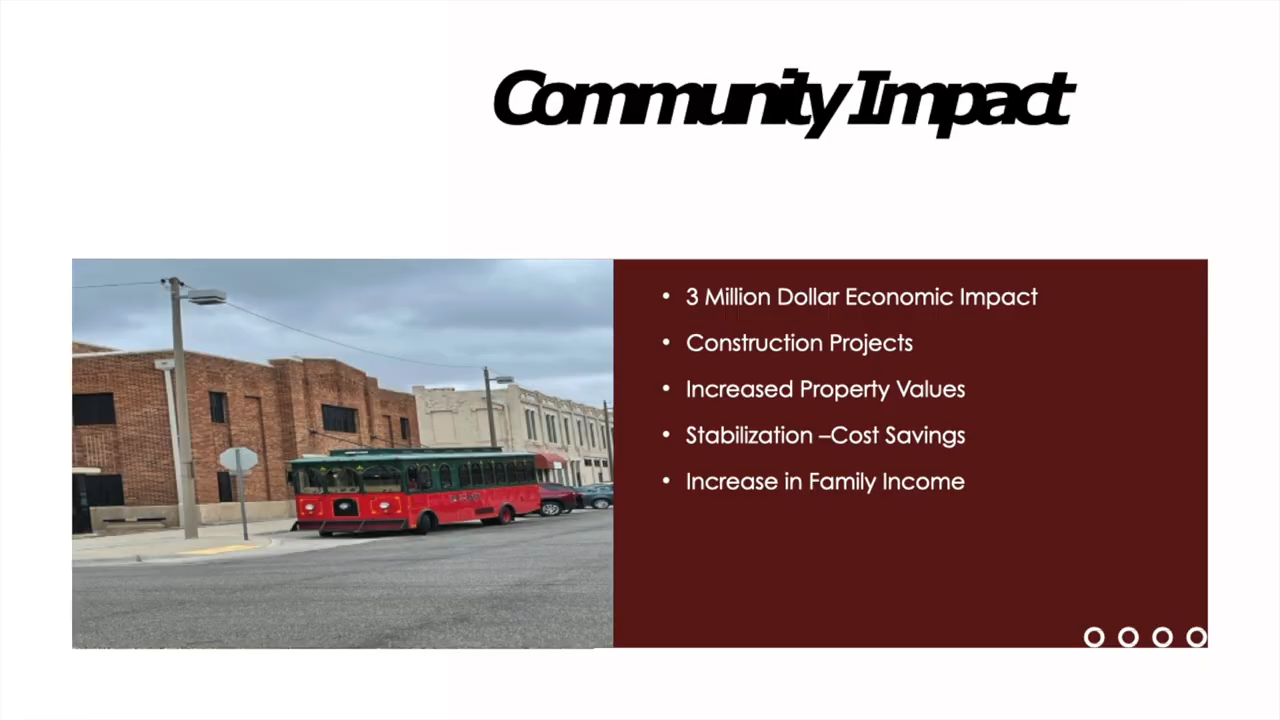 Community Impact
• 3 Million Dollar Economic Impact
• Construction Projects
• Increased Property Values
• Stabilization –Cost Savings
• Increase in Family Income